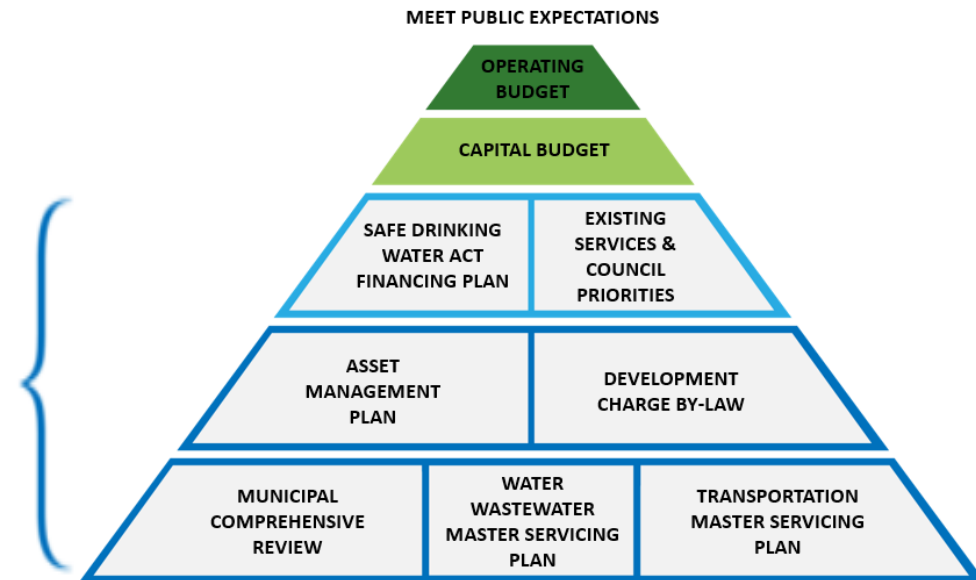 MEET PUBLIC EXPECTATIONS
OPERATING
BUDGET
CAPITAL BUDGET
SAFE DRINKING
WATER ACT
FINANCING PLAN
EXISTING
SERVICES &
COUNCIL
PRIORITIES
ASSET
MANAGEMENT
PLAN
DEVELOPMENT
CHARGE BY-LAW
MUNICIPAL
COMPREHENSIVE
REVIEW
WATER
WASTEWATER
MASTER SERVICING
PLAN
TRANSPORTATION
MASTER SERVICING
PLAN